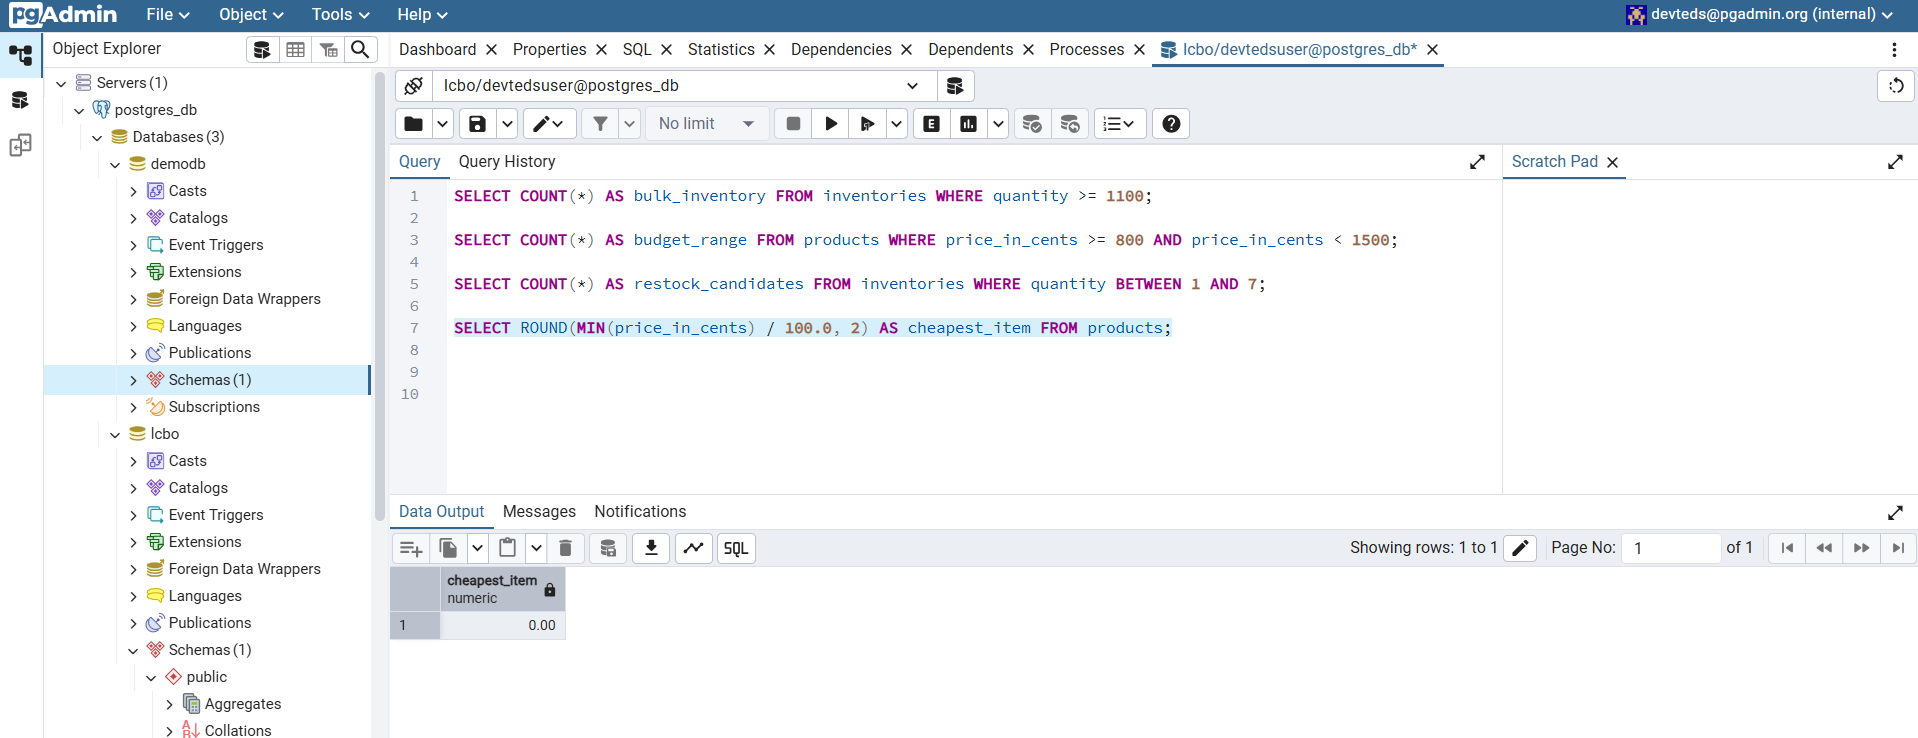 pgAdmin File Object Tools Help devteds@pgadmin.org (internal)
Object Explorer
Dashboard Properties SQL Statistics Dependencies Dependents Processes lcbo/devtedsuser@postgres_db*
Servers (1)
postgres_db
Databases (3)
demodb
Casts
Catalogs
Event Triggers
Extensions
Foreign Data Wrappers
Languages
Publications
Schemas (1)
Subscriptions
lcbo
Casts
Catalogs
Event Triggers
Extensions
Foreign Data Wrappers
Languages
Publications
Schemas (1)
public
Aggregates
Collations
lcbo/devtedsuser@postgres_db
No limit
E
Query Query History
Scratch Pad
1 SELECT COUNT(*) AS bulk_inventory FROM inventories WHERE quantity >= 1100;
2
3 SELECT COUNT(*) AS budget_range FROM products WHERE price_in_cents >= 800 AND price_in_cents < 1500;
4
5 SELECT COUNT(*) AS restock_candidates FROM inventories WHERE quantity BETWEEN 1 AND 7;
6
7 SELECT ROUND(MIN(price_in_cents) / 100.0, 2) AS cheapest_item FROM products;
8
9
10
Data Output Messages Notifications
SQL Showing rows: 1 to 1 Page No: 1 of 1
cheapest_item
numeric
1 0.00